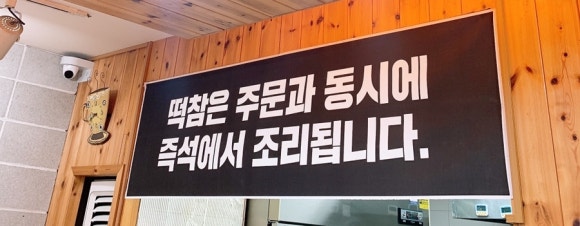 떡참은 주문과 동시에
즉석에서 조리됩니다.